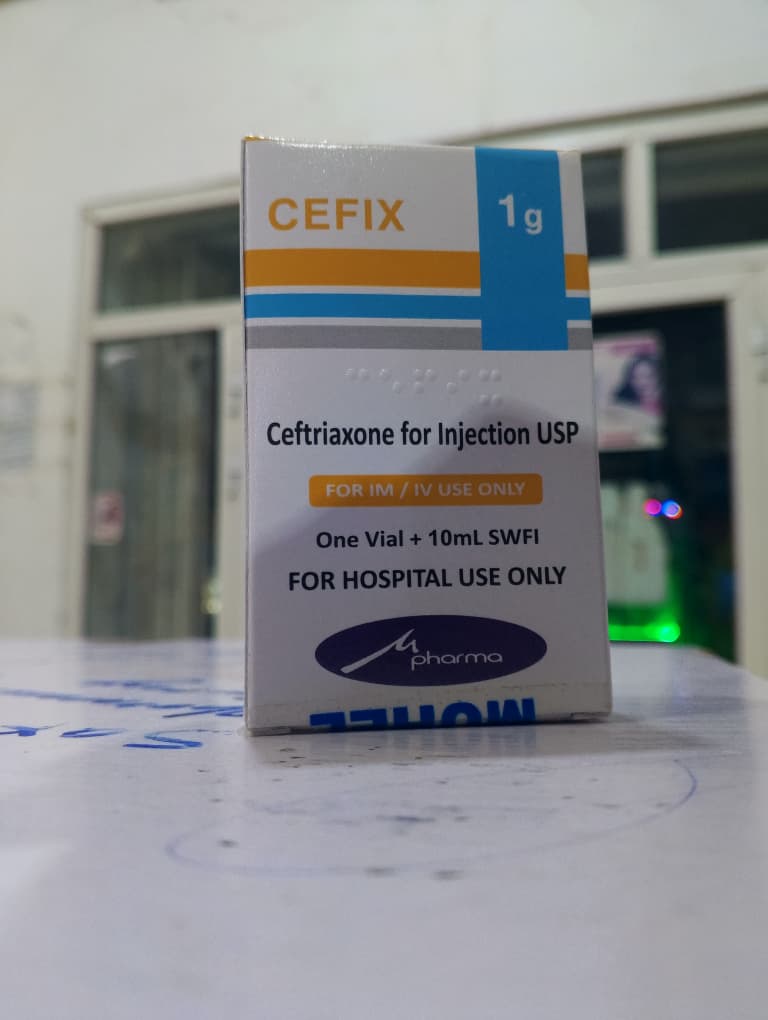 CEFIX
1g
Ceftriaxone for Injection USP
FOR IM / IV USE ONLY
One Vial + 10mL SWFI
FOR HOSPITAL USE ONLY
pharma